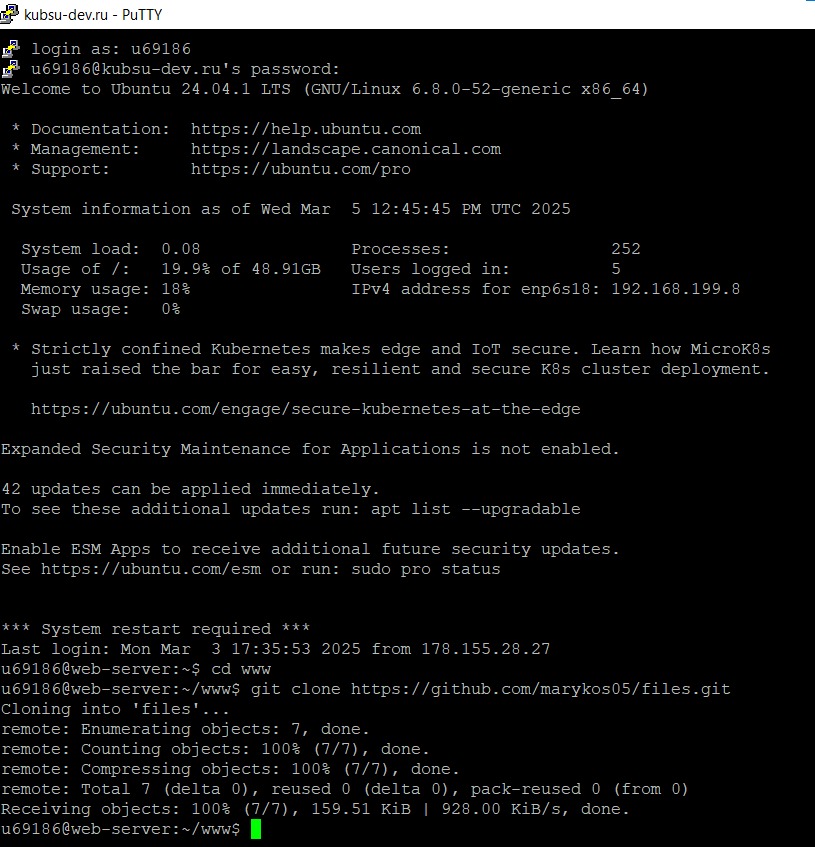 kubsu-dev.ru - PuTTY
login as: u69186
u69186@kubsu-dev.ru's password:
Welcome to Ubuntu 24.04.1 LTS (GNU/Linux 6.8.0-52-generic x86_64)
* Documentation:  https://help.ubuntu.com
* Management:     https://landscape.canonical.com
* Support:        https://ubuntu.com/pro
System information as of Wed Mar  5 12:45:45 PM UTC 2025
System load:  0.08               Processes:                252
Usage of /:   19.9% of 48.91GB   Users logged in:          5
Memory usage: 18%                IPv4 address for enp6s18: 192.168.199.8
Swap usage:   0%
* Strictly confined Kubernetes makes edge and IoT secure. Learn how MicroK8s
just raised the bar for easy, resilient and secure K8s cluster deployment.
https://ubuntu.com/engage/secure-kubernetes-at-the-edge
Expanded Security Maintenance for Applications is not enabled.
42 updates can be applied immediately.
To see these additional updates run: apt list --upgradable
Enable ESM Apps to receive additional future security updates.
See https://ubuntu.com/esm or run: sudo pro status
*** System restart required ***
Last login: Mon Mar  3 17:35:53 2025 from 178.155.28.27
u69186@web-server:~$ cd www
u69186@web-server:~/www$ git clone https://github.com/marykos05/files.git
Cloning into 'files'...
remote: Enumerating objects: 7, done.
remote: Counting objects: 100% (7/7), done.
remote: Compressing objects: 100% (7/7), done.
remote: Total 7 (delta 0), reused 0 (delta 0), pack-reused 0 (from 0)
Receiving objects: 100% (7/7), 159.51 KiB | 928.00 KiB/s, done.
u69186@web-server:~/www$